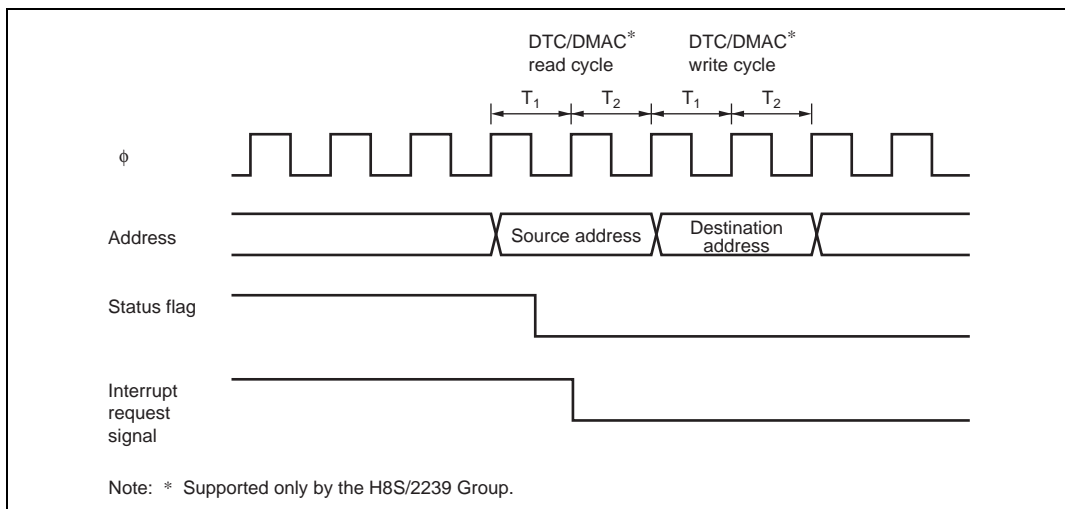 DTC/DMAC* DTC/DMAC*
read cycle write cycle
T1 T2 T1 T2
φ
Address Source address Destination address
Status flag
Interrupt
request
signal
Note: * Supported only by the H8S/2239 Group.